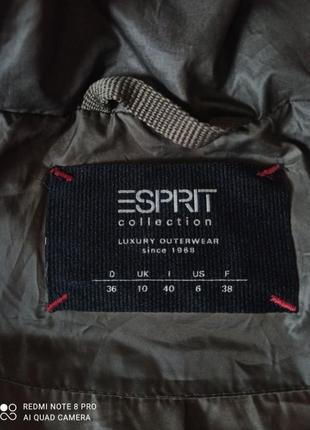 ESPRIT
collection
LUXURY OUTERWEAR
since 1968
D UK I US F
36 10 40 6 38
REDMI NOTE 8 PRO
AI QUAD CAMERA